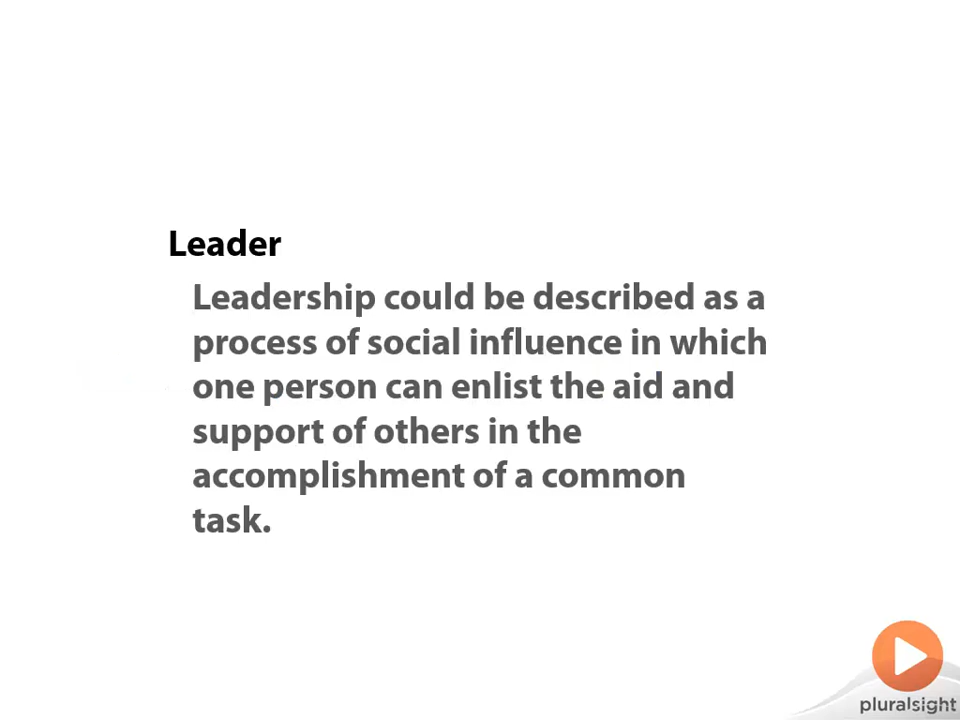 Leader
Leadership could be described as a
process of social influence in which
one person can enlist the aid and
support of others in the
accomplishment of a common
task.
pluralsight